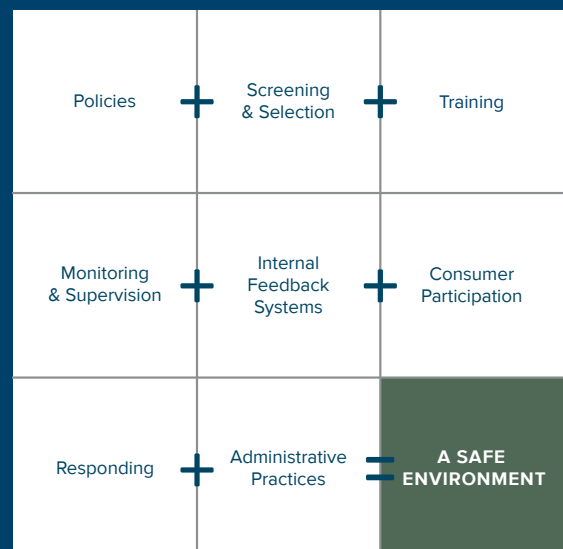 Policies
+
Screening
& Selection
+
Training
Monitoring
& Supervision
+
Internal
Feedback
Systems
+
Consumer
Participation
Responding
+
Administrative
Practices
=
A SAFE
ENVIRONMENT